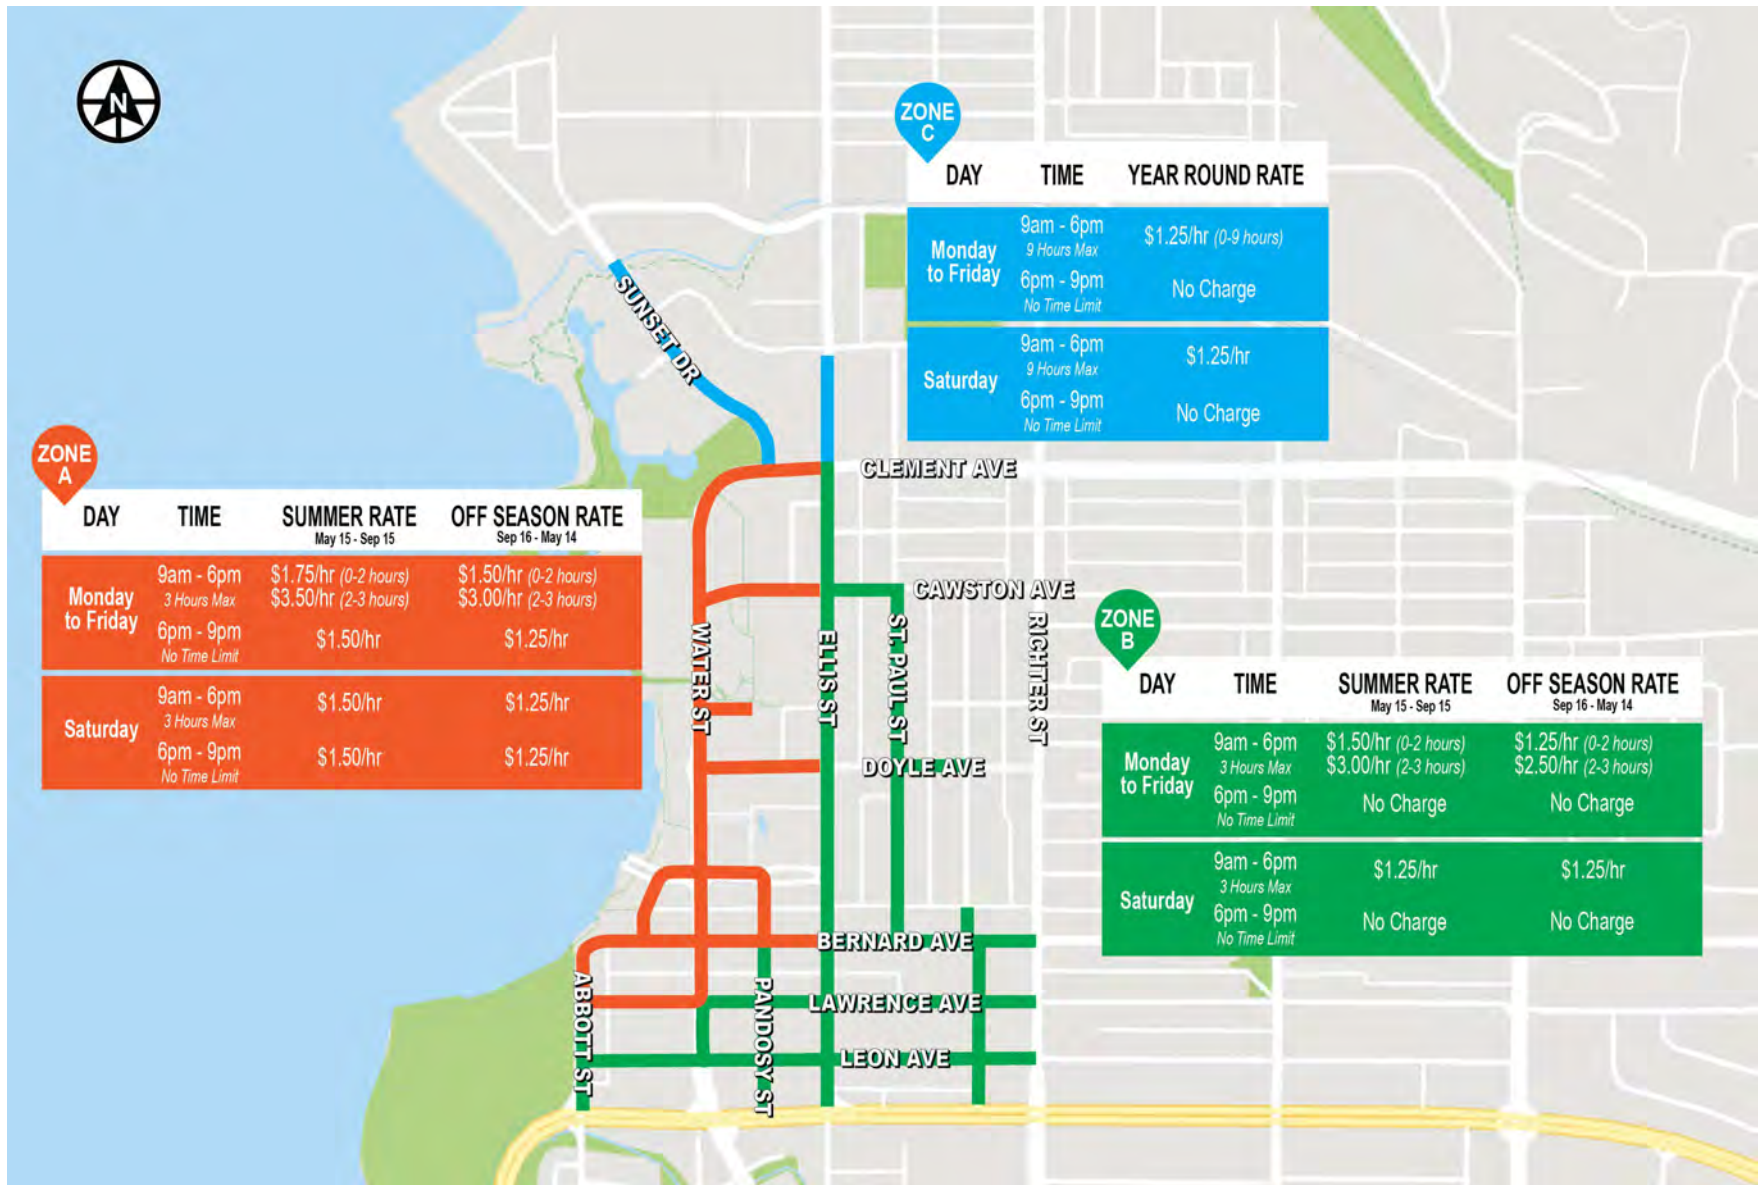 N
ZONE
C
DAY TIME YEAR ROUND RATE
Monday
to Friday
9am - 6pm
9 Hours Max
$1.25/hr (0-9 hours)
6pm - 9pm
No Time Limit
No Charge
Saturday
9am - 6pm
9 Hours Max
$1.25/hr
6pm - 9pm
No Time Limit
No Charge
SUNSET DR
CLEMENT AVE
ZONE
A
DAY TIME SUMMER RATE OFF SEASON RATE
May 15 - Sep 15 Sep 16 - May 14
Monday
to Friday
9am - 6pm
3 Hours Max
$1.75/hr (0-2 hours) $1.50/hr (0-2 hours)
$3.50/hr (2-3 hours) $3.00/hr (2-3 hours)
6pm - 9pm
No Time Limit
$1.50/hr $1.25/hr
Saturday
9am - 6pm
3 Hours Max
$1.50/hr $1.25/hr
6pm - 9pm
No Time Limit
$1.50/hr $1.25/hr
CAWSTON AVE
WATER ST
ELLIS ST
ST. PAUL ST
RICHTER ST
DOYLE AVE
ZONE
B
DAY TIME SUMMER RATE OFF SEASON RATE
May 15 - Sep 15 Sep 16 - May 14
Monday
to Friday
9am - 6pm
3 Hours Max
$1.50/hr (0-2 hours) $1.25/hr (0-2 hours)
$3.00/hr (2-3 hours) $2.50/hr (2-3 hours)
6pm - 9pm
No Time Limit
No Charge No Charge
Saturday
9am - 6pm
3 Hours Max
$1.25/hr $1.25/hr
6pm - 9pm
No Time Limit
No Charge No Charge
BERNARD AVE
ABBOTT ST
PANDOSY ST
LAWRENCE AVE
LEON AVE